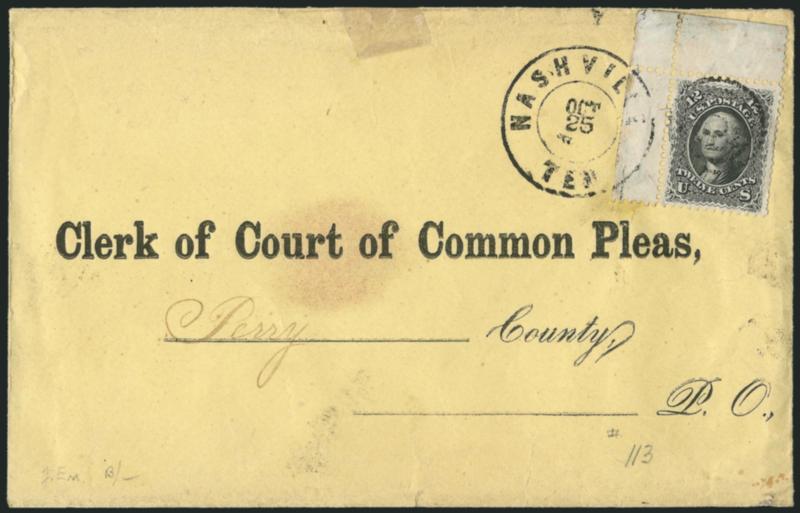 NASHVILLE
OCT
25
TEN
12 12
U.S. POSTAGE
TWELVE CENTS
U S
Clerk of Court of Common Pleas,
Perry County,
P. O.,
#
113